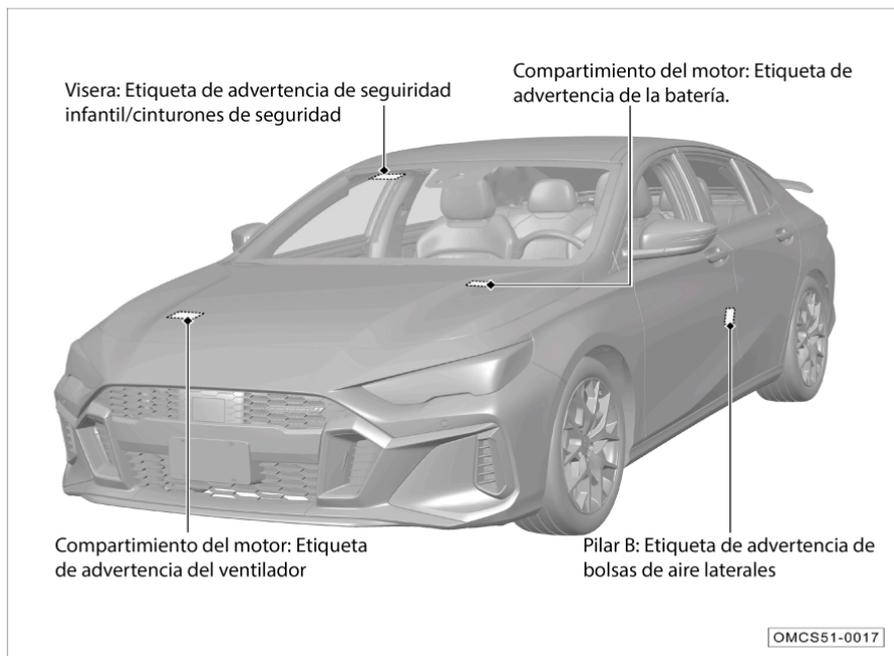 Visera: Etiqueta de advertencia de seguiridad
infantil/cinturones de seguridad
Compartimiento del motor: Etiqueta de
advertencia de la batería.
Compartimiento del motor: Etiqueta
de advertencia del ventilador
Pilar B: Etiqueta de advertencia de
bolsas de aire laterales
OMCS51-0017